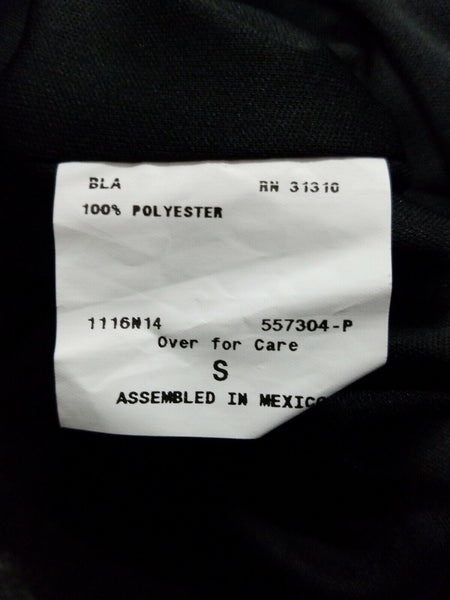 BLA RN 31310
100% POLYESTER
1116N14 557304-P
Over for Care
S
ASSEMBLED IN MEXICO